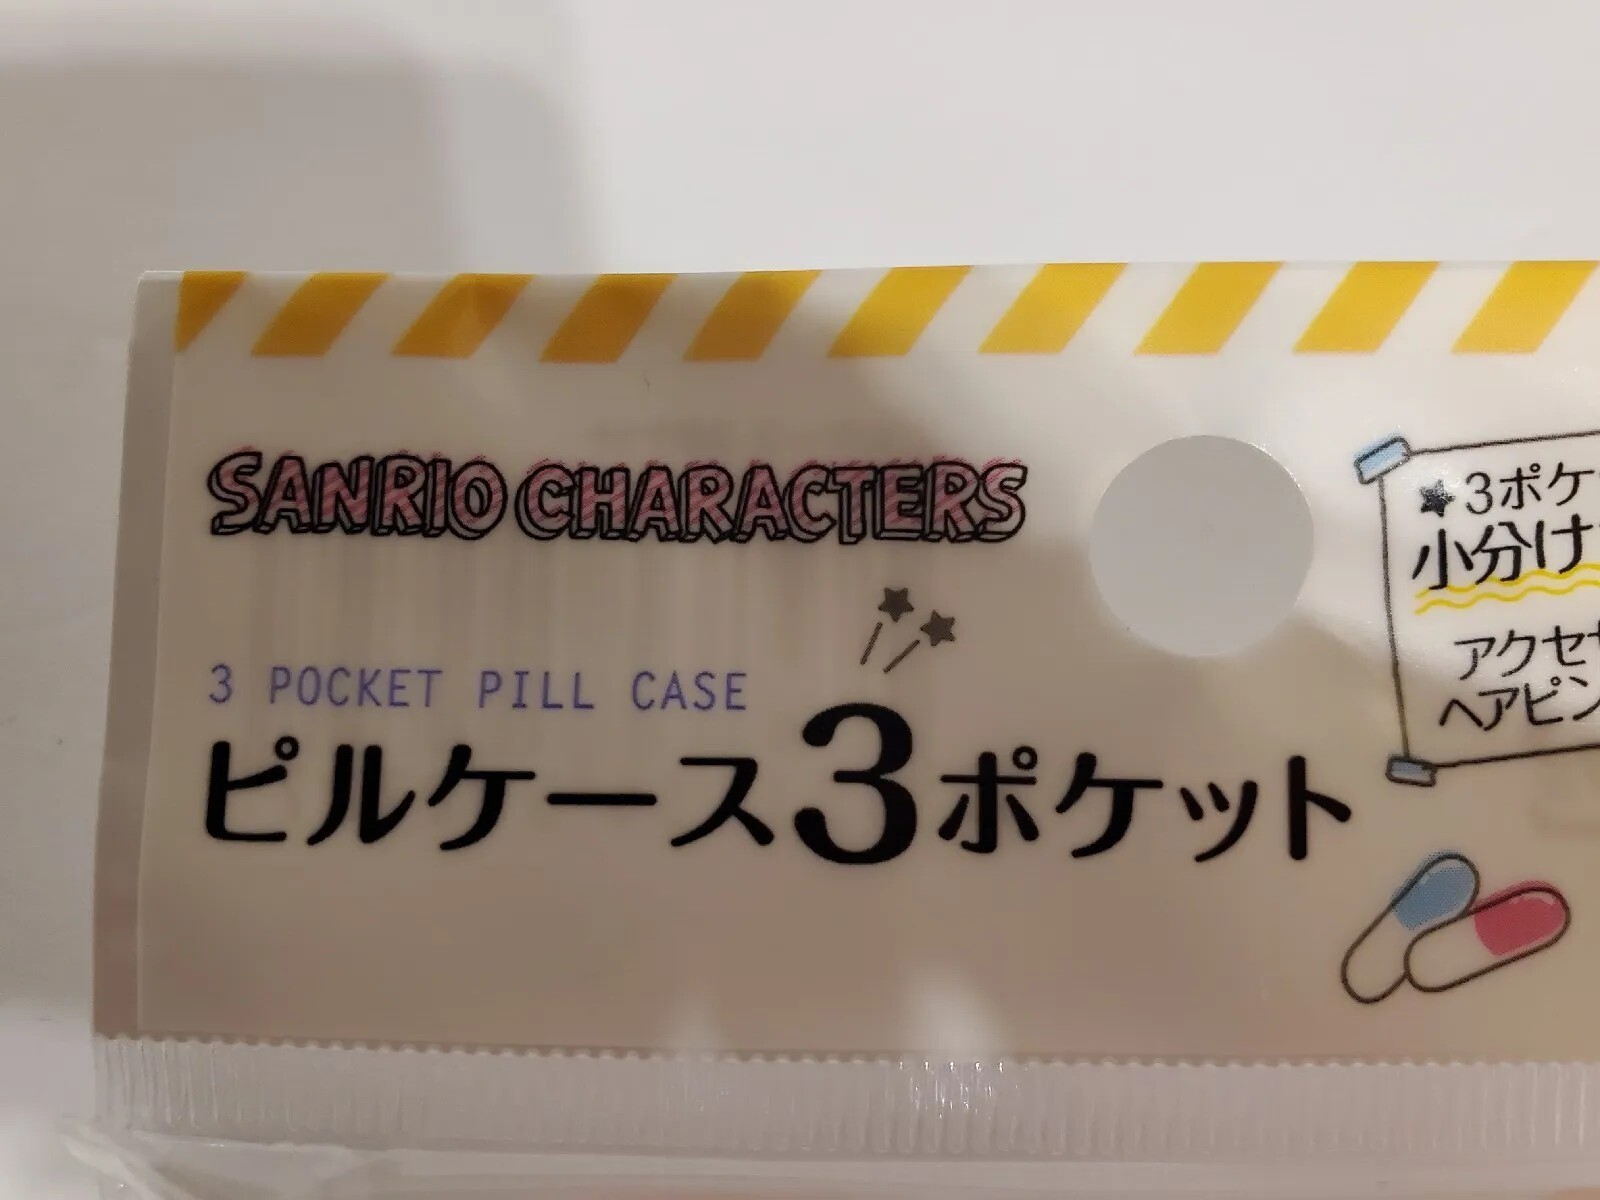 SANRIO CHARACTERS
3 POCKET PILL CASE
ピルケース3ポケット
★3ポケ
小分け
アクセ
ヘアピン